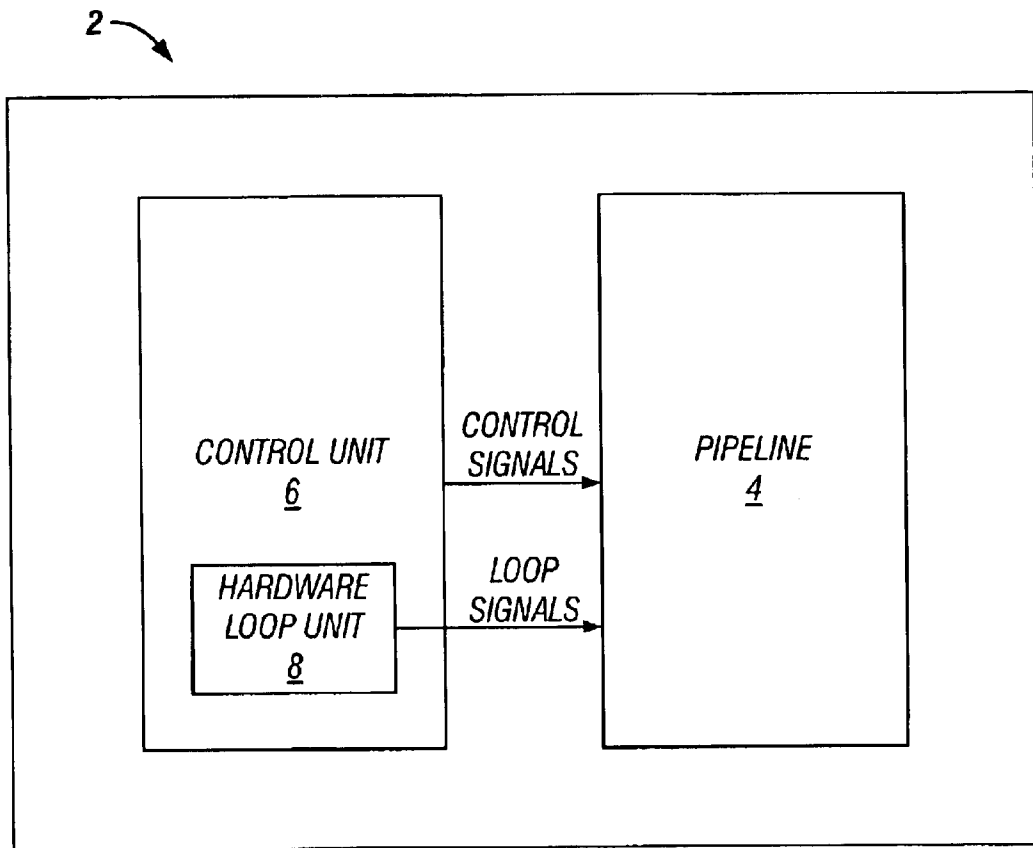 2
CONTROL UNIT
6
HARDWARE
LOOP UNIT
8
CONTROL
SIGNALS
LOOP
SIGNALS
PIPELINE
4